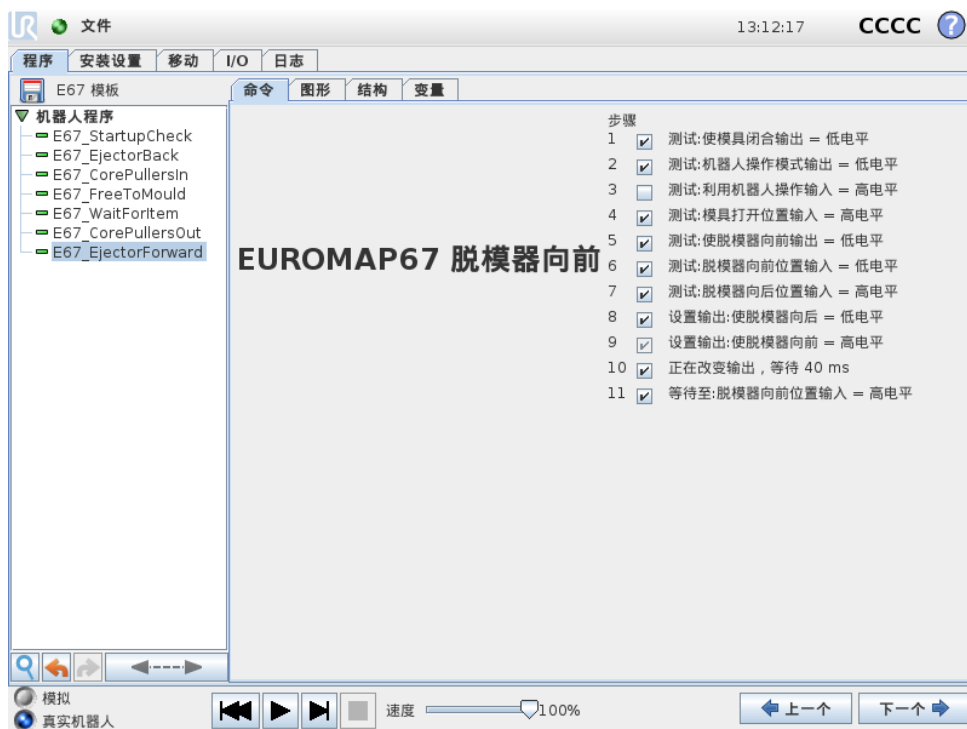 UR 文件 13:12:17 CCCC ?
程序 安装设置 移动 I/O 日志
E67 模板
命令 图形 结构 变量
机器人程序
E67_StartupCheck
E67_EjectorBack
E67_CorePullersIn
E67_FreeToMould
E67_WaitForItem
E67_CorePullersOut
E67_EjectorForward
EUROMAP67 脱模器向前
步骤
1 测试:使模具闭合输出 = 低电平
2 测试:机器人操作模式输出 = 低电平
3 测试:利用机器人操作输入 = 高电平
4 测试:模具打开位置输入 = 高电平
5 测试:使脱模器向前输出 = 低电平
6 测试:脱模器向前位置输入 = 低电平
7 测试:脱模器向后位置输入 = 高电平
8 设置输出:使脱模器向后 = 低电平
9 设置输出:使脱模器向前 = 高电平
10 正在改变输出 , 等待 40 ms
11 等待至:脱模器向前位置输入 = 高电平
模拟
真实机器人
速度 100%
上一个 下一个